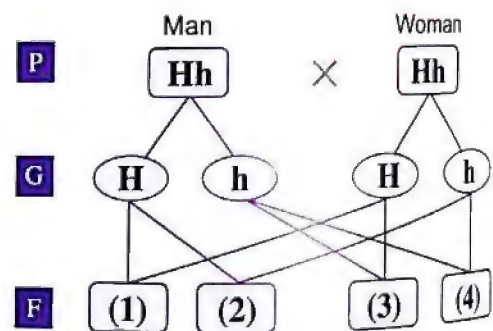 Man Woman
P Hh × Hh
G H h H h
F (1) (2) (3) (4)